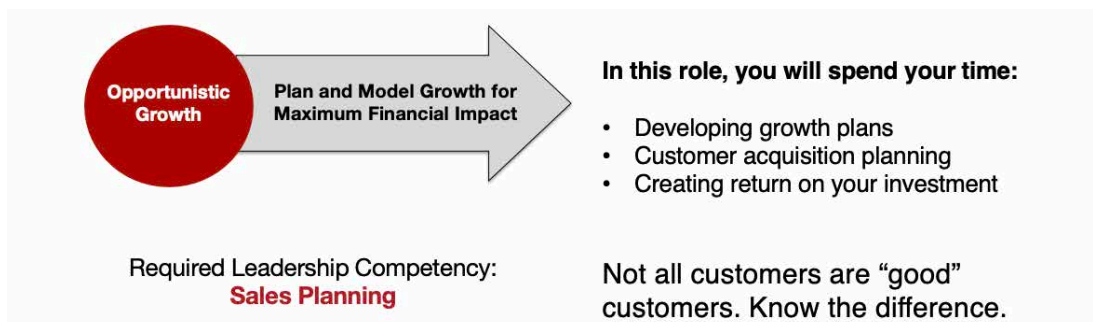 Opportunistic
Growth
Plan and Model Growth for
Maximum Financial Impact
In this role, you will spend your time:
• Developing growth plans
• Customer acquisition planning
• Creating return on your investment
Required Leadership Competency:
Sales Planning
Not all customers are “good”
customers. Know the difference.